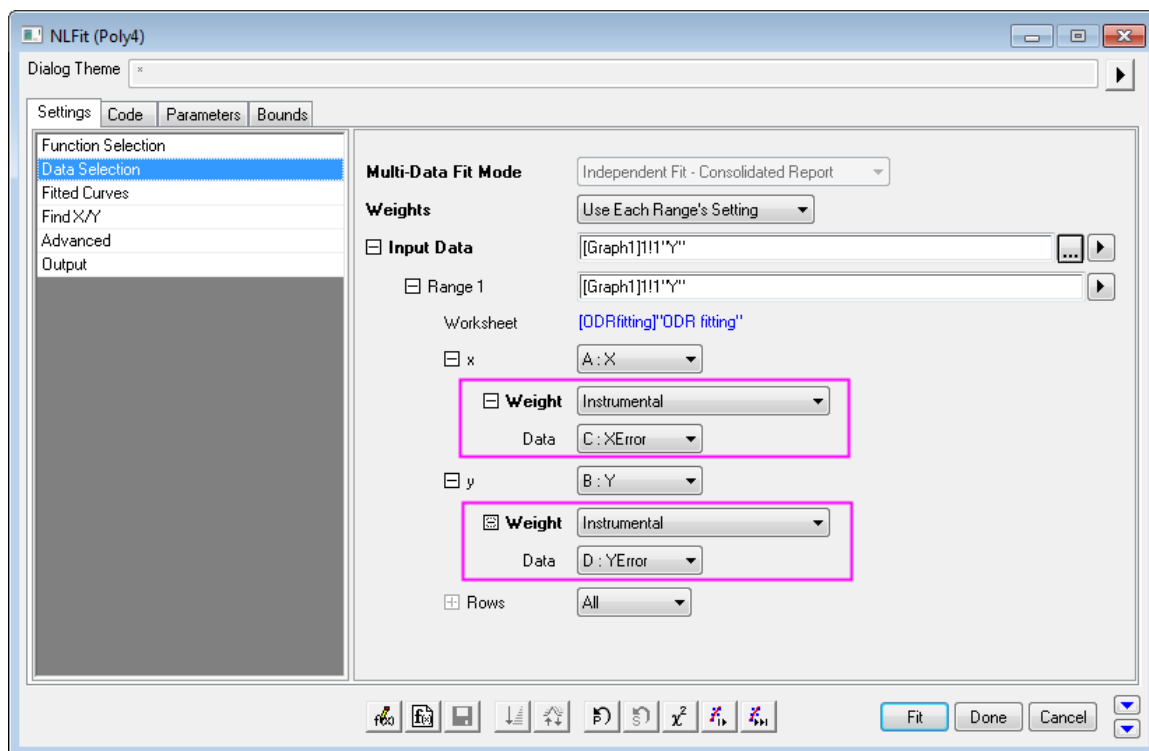 NLFit (Poly4)
Dialog Theme *
Settings Code Parameters Bounds
Function Selection
Data Selection
Fitted Curves
Find X/Y
Advanced
Output
Multi-Data Fit Mode Independent Fit - Consolidated Report
Weights Use Each Range's Setting
Input Data [Graph1]1!1"Y" ...
Range 1 [Graph1]1!1"Y"
Worksheet [ODRfitting]"ODR fitting"
x A : X
Weight Instrumental
Data C : XError
y B : Y
Weight Instrumental
Data D : YError
Rows All
Fit Done Cancel